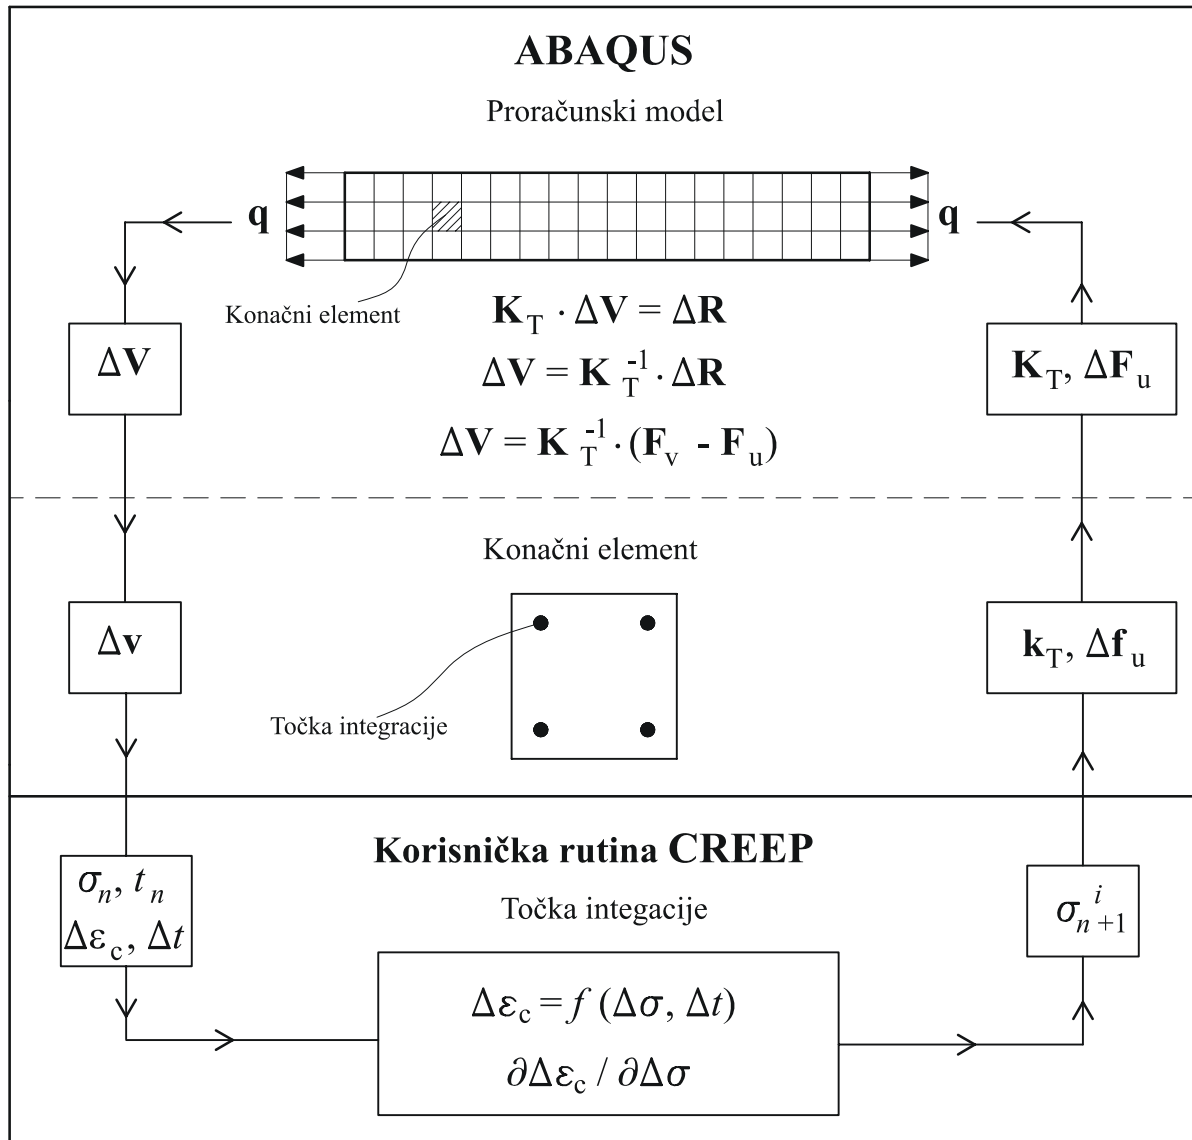 ABAQUS
Proračunski model
q
q
Konačni element
K_T · ΔV = ΔR
ΔV = K_T^-1 · ΔR
ΔV = K_T^-1 · (F_v - F_u)
ΔV
K_T, ΔF_u
Konačni element
Δv
k_T, Δf_u
Točka integracije
Korisnička rutina CREEP
Točka integacije
σ_n, t_n
Δε_c, Δt
σ_n+1^i
Δε_c = f (Δσ, Δt)
∂Δε_c / ∂Δσ